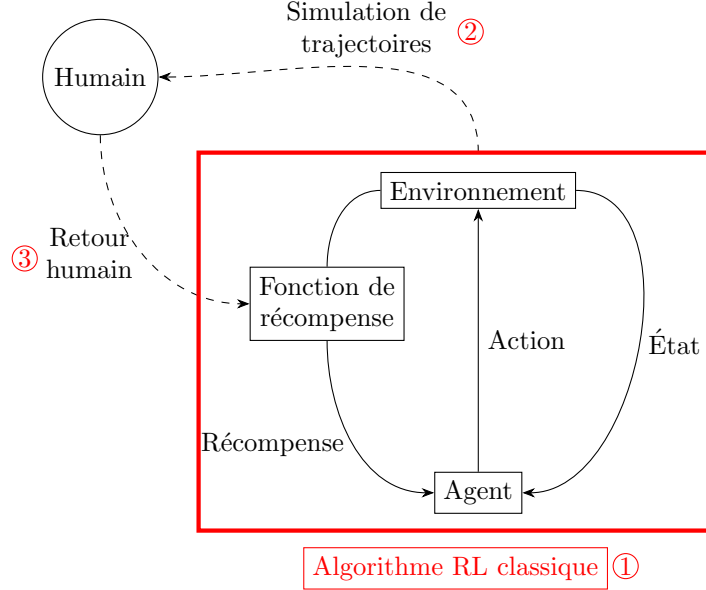 Simulation de
trajectoires ②
Humain
Environnement
③ Retour
humain
Fonction de
récompense
Action
État
Récompense
Agent
Algorithme RL classique ①